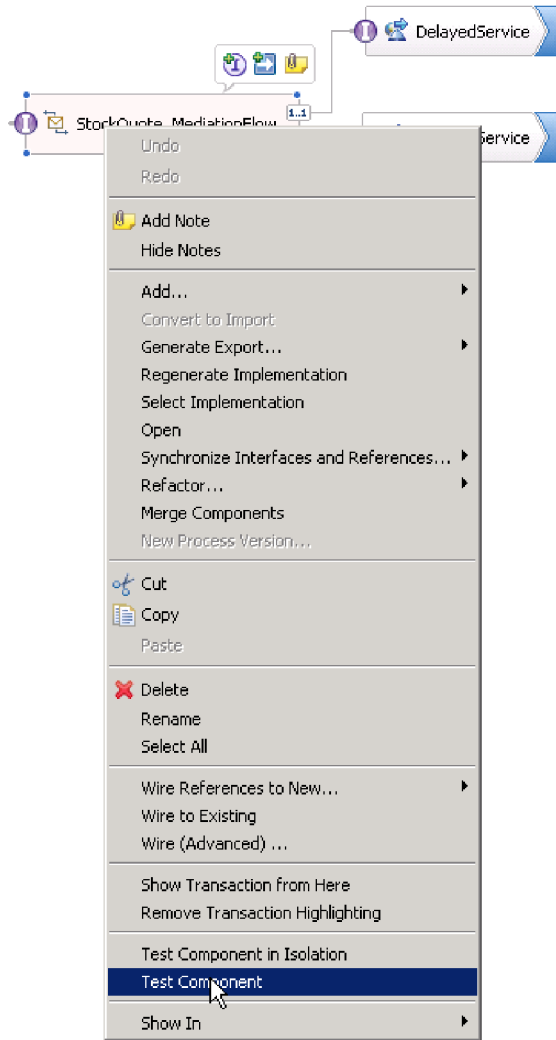 DelayedService
1..1
StockQuote_MediationFlow
Service
Undo
Redo
Add Note
Hide Notes
Add...
Convert to Import
Generate Export...
Regenerate Implementation
Select Implementation
Open
Synchronize Interfaces and References...
Refactor...
Merge Components
New Process Version...
Cut
Copy
Paste
Delete
Rename
Select All
Wire References to New...
Wire to Existing
Wire (Advanced) ...
Show Transaction from Here
Remove Transaction Highlighting
Test Component in Isolation
Test Component
Show In